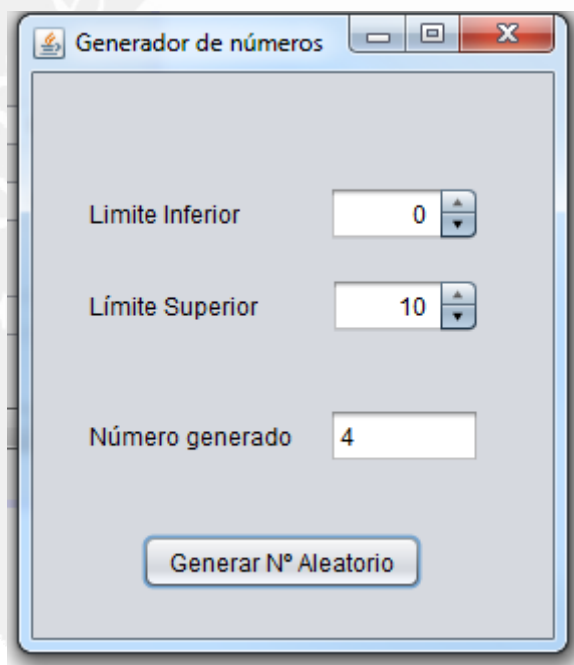 Generador de números
Limite Inferior 0
Límite Superior 10
Número generado 4
Generar Nº Aleatorio